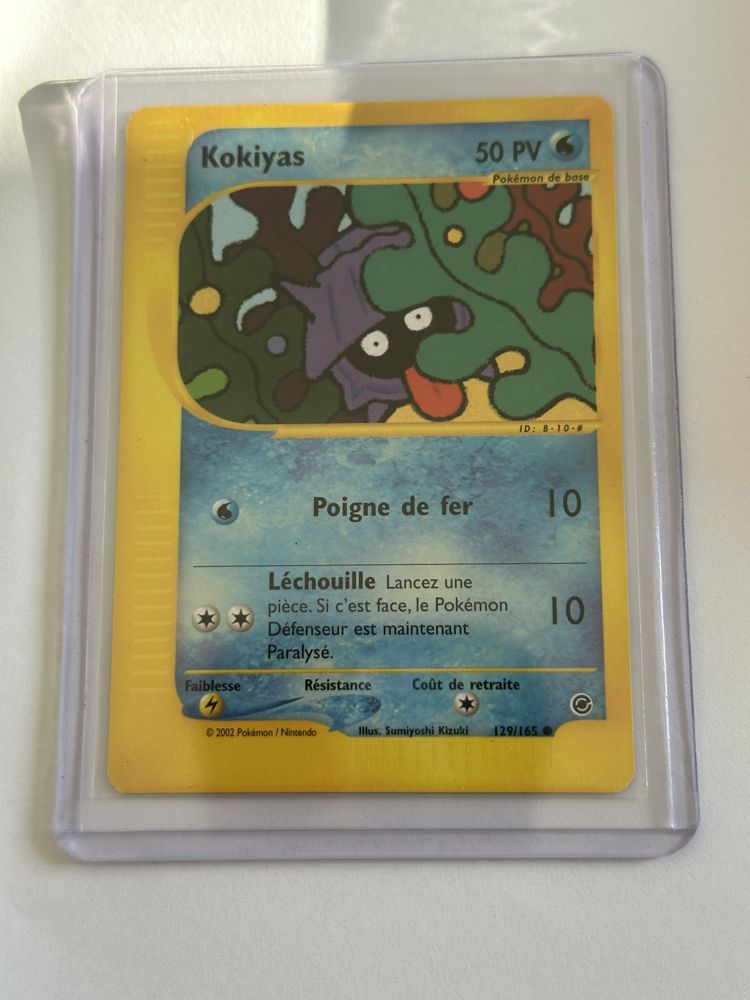 Kokiyas 50 PV
Pokémon de base
ID: B-10-#
Poigne de fer 10
Léchouille Lancez une
pièce. Si c'est face, le Pokémon
Défenseur est maintenant
Paralysé.
10
Faiblesse Résistance Coût de retraite
© 2002 Pokémon / Nintendo Illus. Sumiyoshi Kizuki 129/165